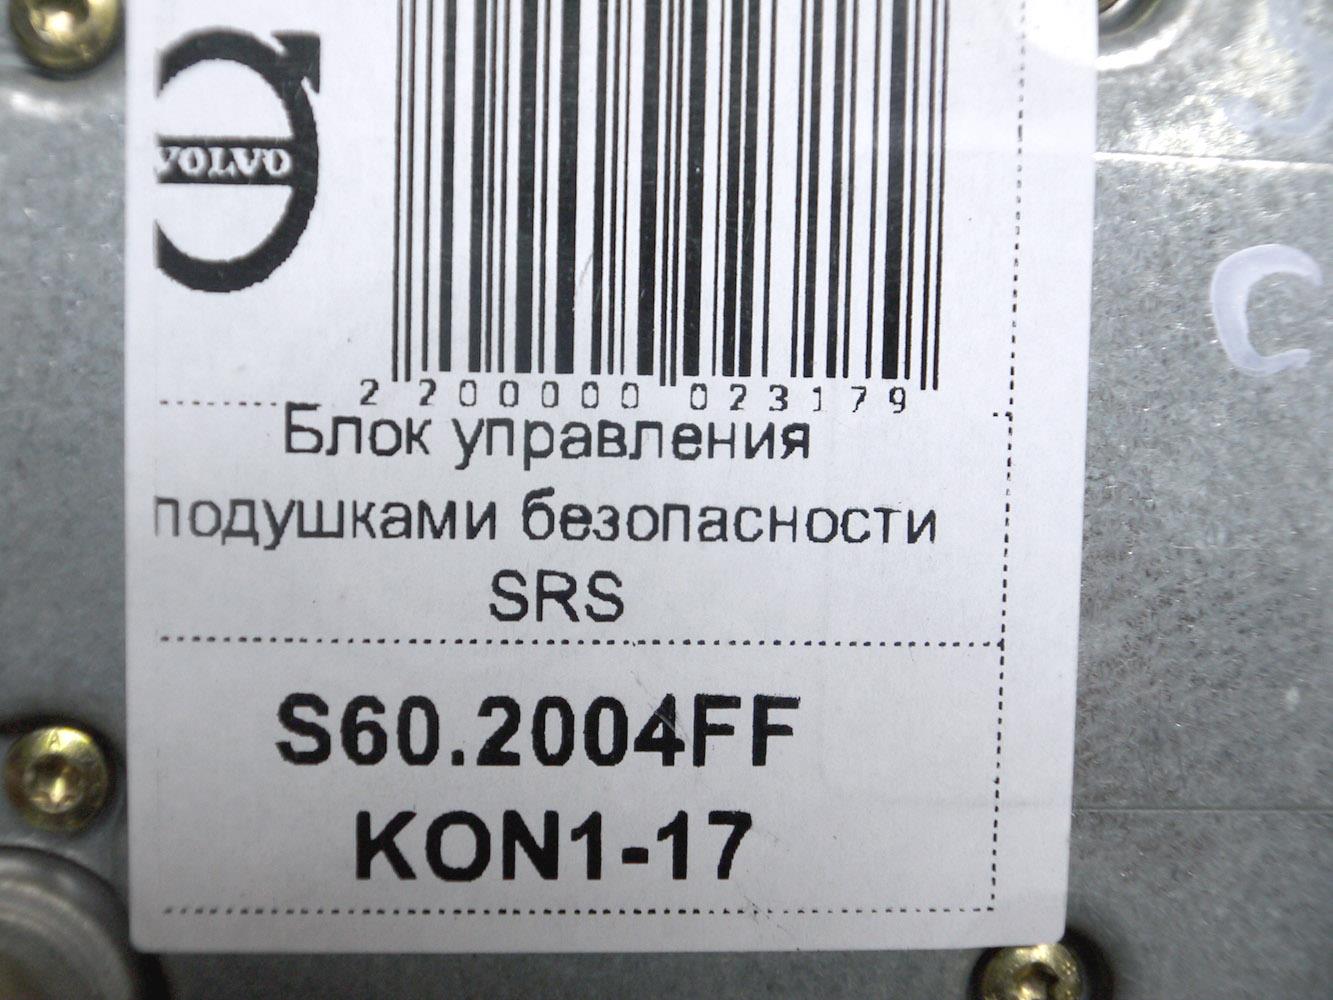 VOLVO
2 200000 023179
Блок управления
подушками безопасности
SRS
S60.2004FF
KON1-17
C